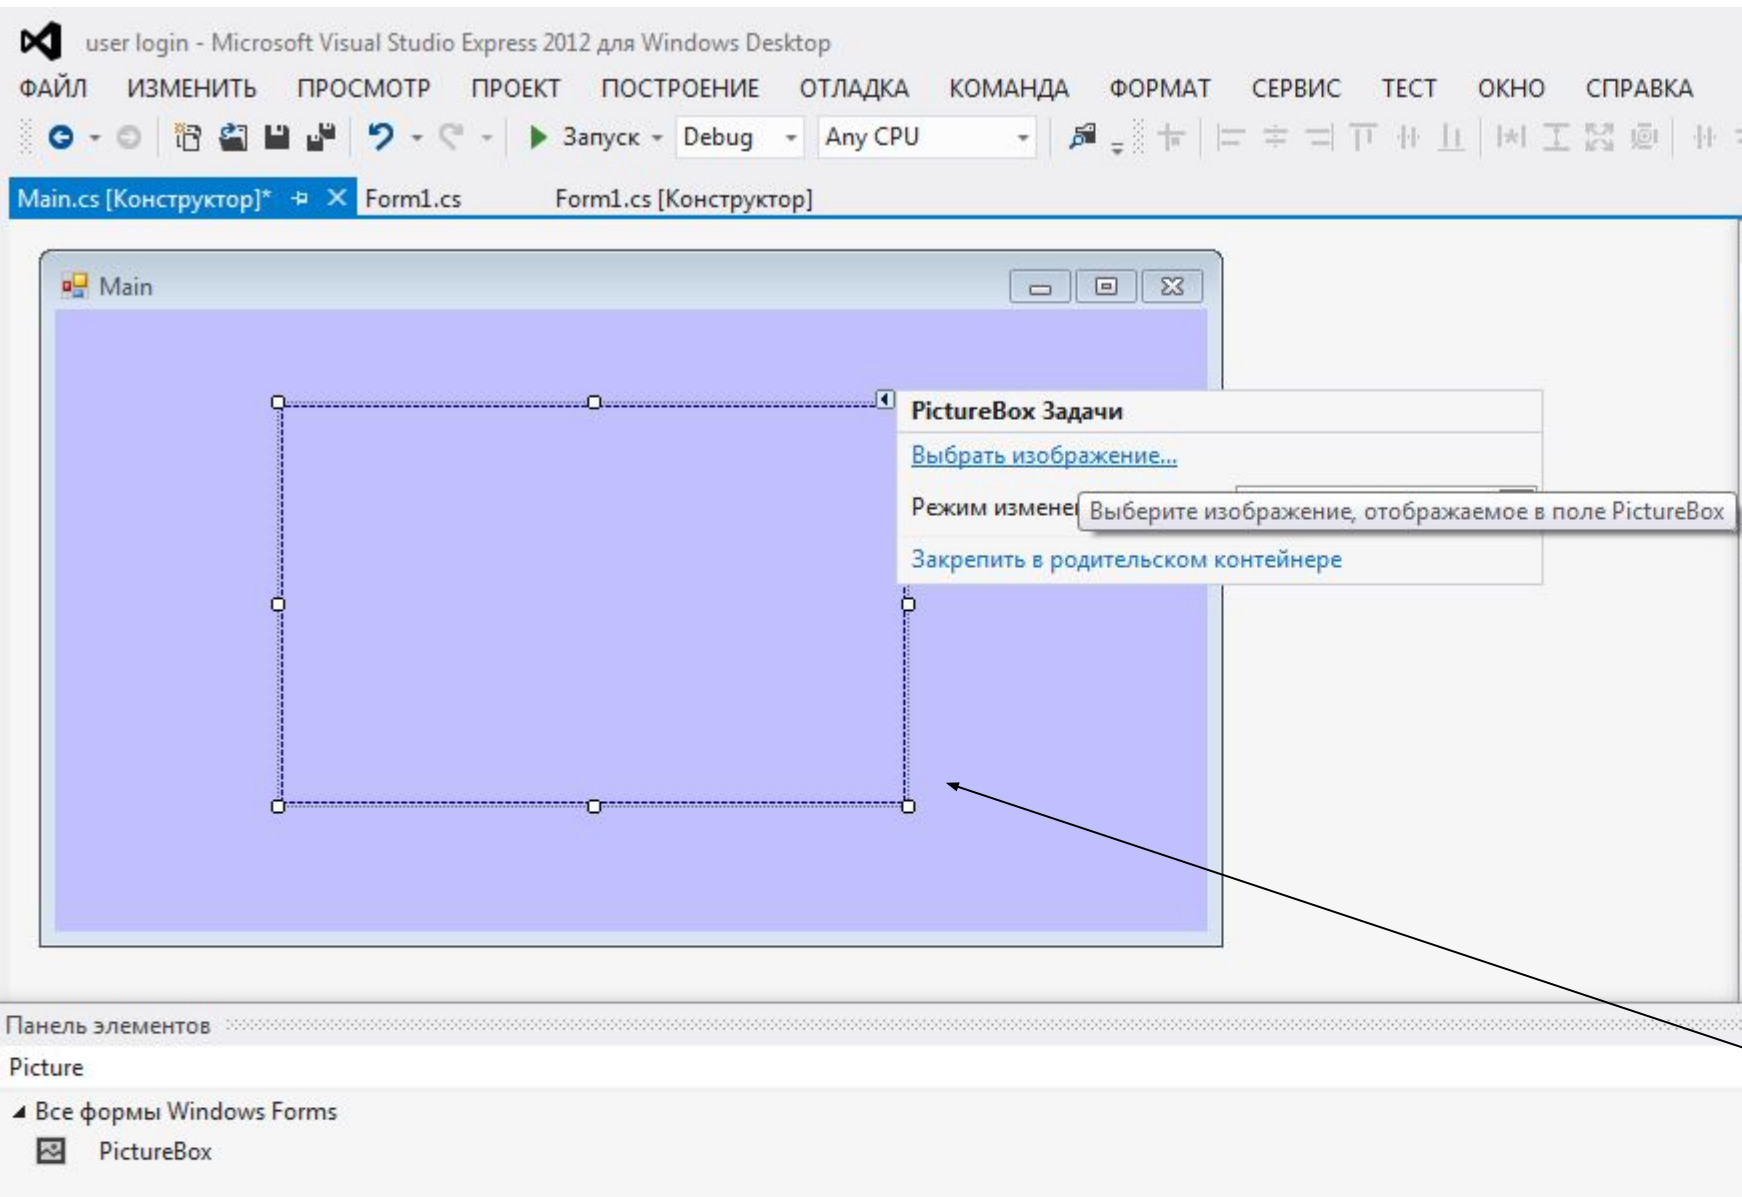 user login - Microsoft Visual Studio Express 2012 для Windows Desktop
ФАЙЛ ИЗМЕНИТЬ ПРОСМОТР ПРОЕКТ ПОСТРОЕНИЕ ОТЛАДКА КОМАНДА ФОРМАТ СЕРВИС ТЕСТ ОКНО СПРАВКА
Запуск Debug Any CPU
Main.cs [Конструктор]* Form1.cs Form1.cs [Конструктор]
Main
PictureBox Задачи
Выбрать изображение...
Режим
Выберите изображение, отображаемое в поле PictureBox
Закрепить в родительском контейнере
Панель элементов
Picture
Все формы Windows Forms
PictureBox